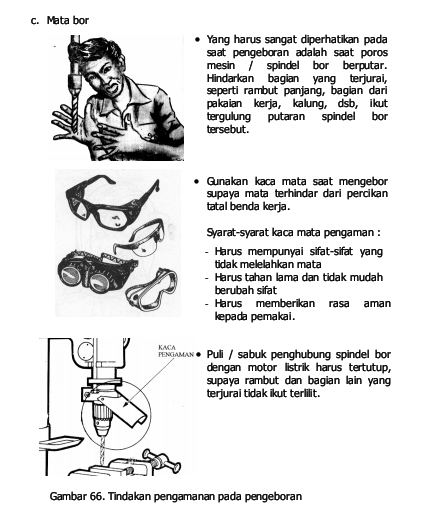 c. Mata bor
• Yang harus sangat diperhatikan pada
saat pengeboran adalah saat poros
mesin / spindel bor berputar.
Hindarkan bagian yang terjurai,
seperti rambut panjang, bagian dari
pakaian kerja, kalung, dsb, ikut
tergulung putaran spindel bor
tersebut.
• Gunakan kaca mata saat mengebor
supaya mata terhindar dari percikan
tatal benda kerja.
Syarat-syarat kaca mata pengaman :
- Harus mempunyai sifat-sifat yang
tidak melelahkan mata
- Harus tahan lama dan tidak mudah
berubah sifat
- Harus memberikan rasa aman
kepada pemakai.
KACA
PENGAMAN
• Puli / sabuk penghubung spindel bor
dengan motor listrik harus tertutup,
supaya rambut dan bagian lain yang
terjurai tidak ikut terlilit.
Gambar 66. Tindakan pengamanan pada pengeboran